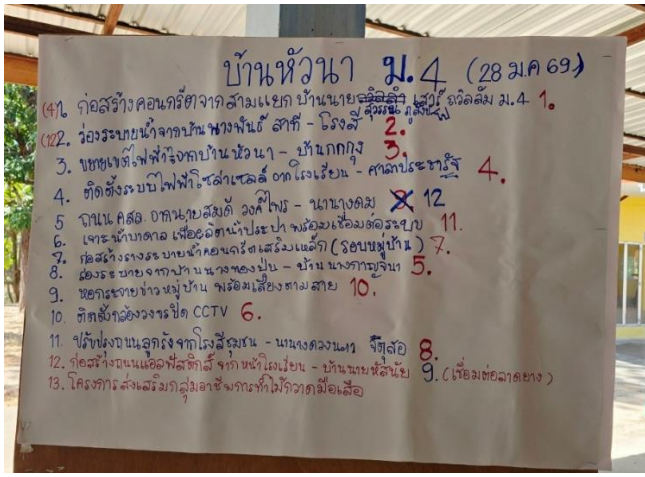 บ้านหัวนา ม.4 (28 ม.ค 69)
(4) 1. ก่อสร้างคอนกรีตจากสามแยกบ้านนาย เสาร์ ถวิลลัม ม.4 1.
สุวรรณ์
(12) 2. ร่องระบายน้ำจากบ้านนางพันธ์ สาที - โรงสี 2.
3. ขยายเขตไฟฟ้าจากบ้านหัวนา - บ้านกกกุง 3.
4. ติดตั้งระบบไฟฟ้าโซล่าเซลล์ จากโรงเรียน - ศาลาประชารัฐ 4.
5 ถนน คสล. จากนายสมดี วงค์ไพร - นานางดม 12
6. เจาะน้ำบาดาล เพื่อผลิตน้ำประปา พร้อมเชื่อมต่อระบบ 11.
7. ก่อสร้างรางระบายน้ำคอนกรีตเสริมเหล็ก (รอบหมู่บ้าน) 7.
8. ร่องระบายจากบ้านนางทองปุ่น - บ้านนางกาญจนา 5.
9. หอกระจายข่าวหมู่บ้าน พร้อมเสียงตามสาย 10.
10. ติดตั้งกล้องวงจรปิด CCTV 6.
11. ปรับปรุงถนนลูกรังจากโรงสีชุมชน - นานางดวงนภา จิตุสอ 8.
12. ก่อสร้างถนนแอลฟัสติกส์ จากหน้าโรงเรียน - บ้านนายหัสนัย 9. (เชื่อมต่อลาดยาง)
13. โครงการส่งเสริมกลุ่มอาชีพการทำไม้กวาดมือเสือ